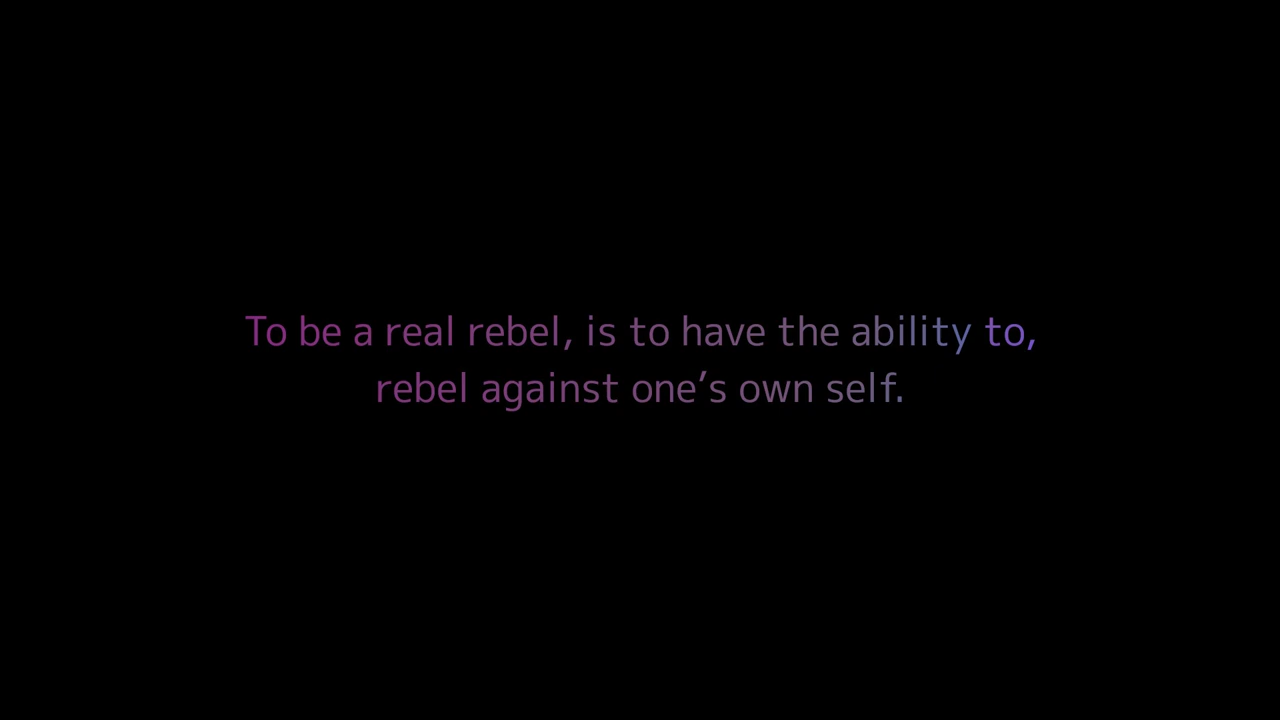 To be a real rebel, is to have the ability to,
rebel against one’s own self.